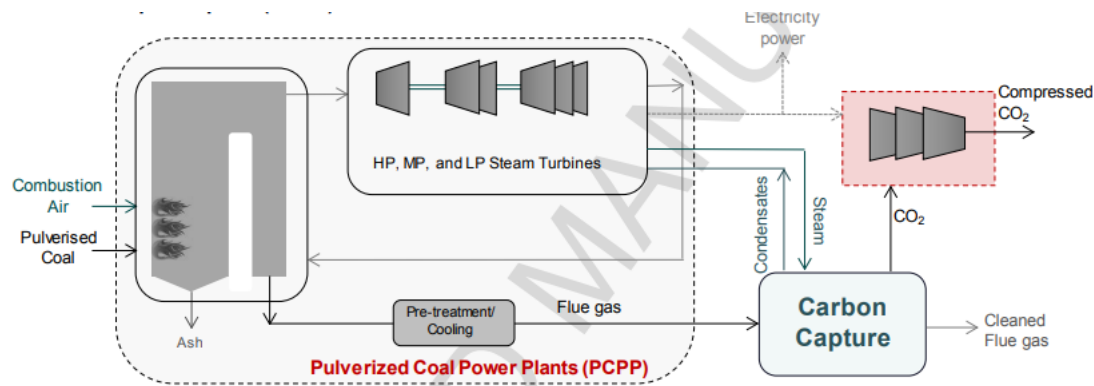 Electricity
power
Compressed
CO₂
HP, MP, and LP Steam Turbines
Combustion
Air
Pulverised
Coal
Condensates
Steam
CO₂
Flue gas
Pre-treatment/
Cooling
Carbon
Capture
Cleaned
Flue gas
Ash
Pulverized Coal Power Plants (PCPP)
MANU